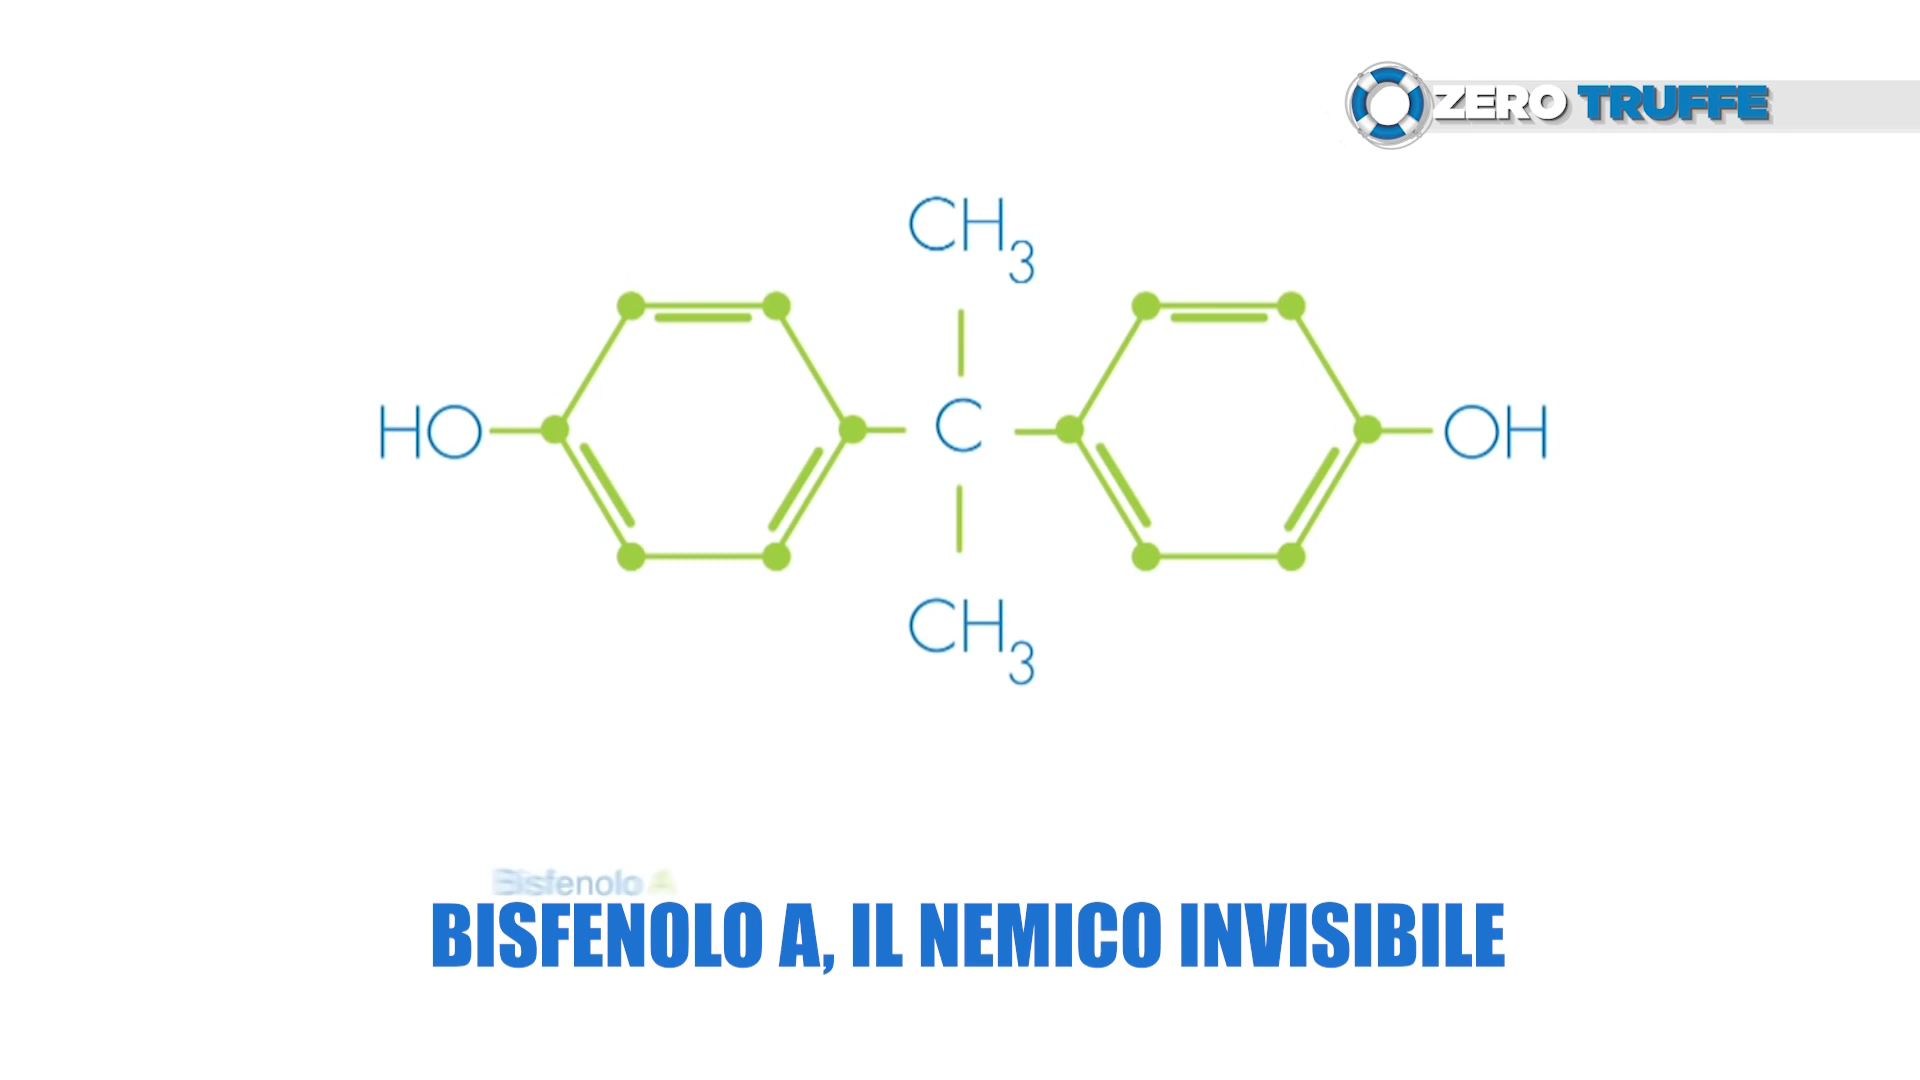 ZERO TRUFFE
CH3
HO C OH
CH3
Bisfenolo A
BISFENOLO A, IL NEMICO INVISIBILE